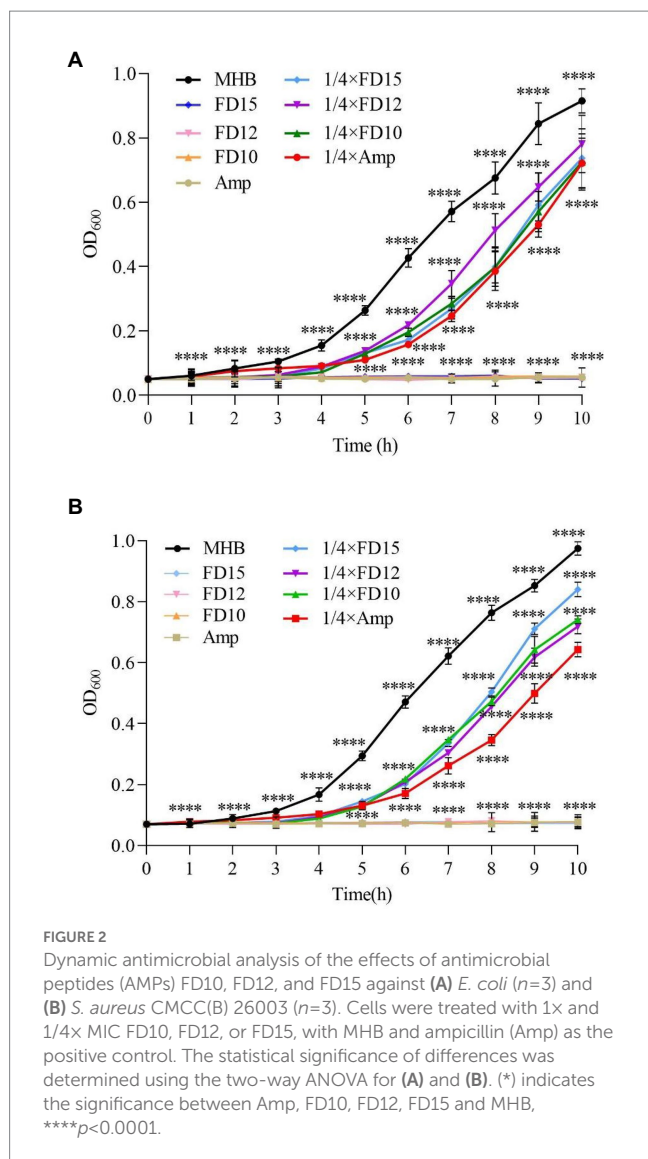 A
MHB
1/4×FD15
FD15
1/4×FD12
FD12
1/4×FD10
FD10
1/4×Amp
Amp
OD600
1.0
0.8
0.6
0.4
0.2
0.0
**** **** **** **** **** **** **** **** **** ****
**** **** **** **** ****
**** **** **** **** **** ****
**** **** **** **** ****
0 1 2 3 4 5 6 7 8 9 10
Time (h)
B
MHB
1/4×FD15
FD15
1/4×FD12
FD12
1/4×FD10
FD10
1/4×Amp
Amp
OD600
1.0
0.8
0.6
0.4
0.2
0.0
**** **** **** **** **** **** **** **** **** ****
**** **** **** **** **** ****
**** **** **** ****
**** **** **** **** **** ****
0 1 2 3 4 5 6 7 8 9 10
Time(h)
FIGURE 2
Dynamic antimicrobial analysis of the effects of antimicrobial
peptides (AMPs) FD10, FD12, and FD15 against (A) E. coli (n=3) and
(B) S. aureus CMCC(B) 26003 (n=3). Cells were treated with 1× and
1/4× MIC FD10, FD12, or FD15, with MHB and ampicillin (Amp) as the
positive control. The statistical significance of differences was
determined using the two-way ANOVA for (A) and (B). (*) indicates
the significance between Amp, FD10, FD12, FD15 and MHB,
****p<0.0001.